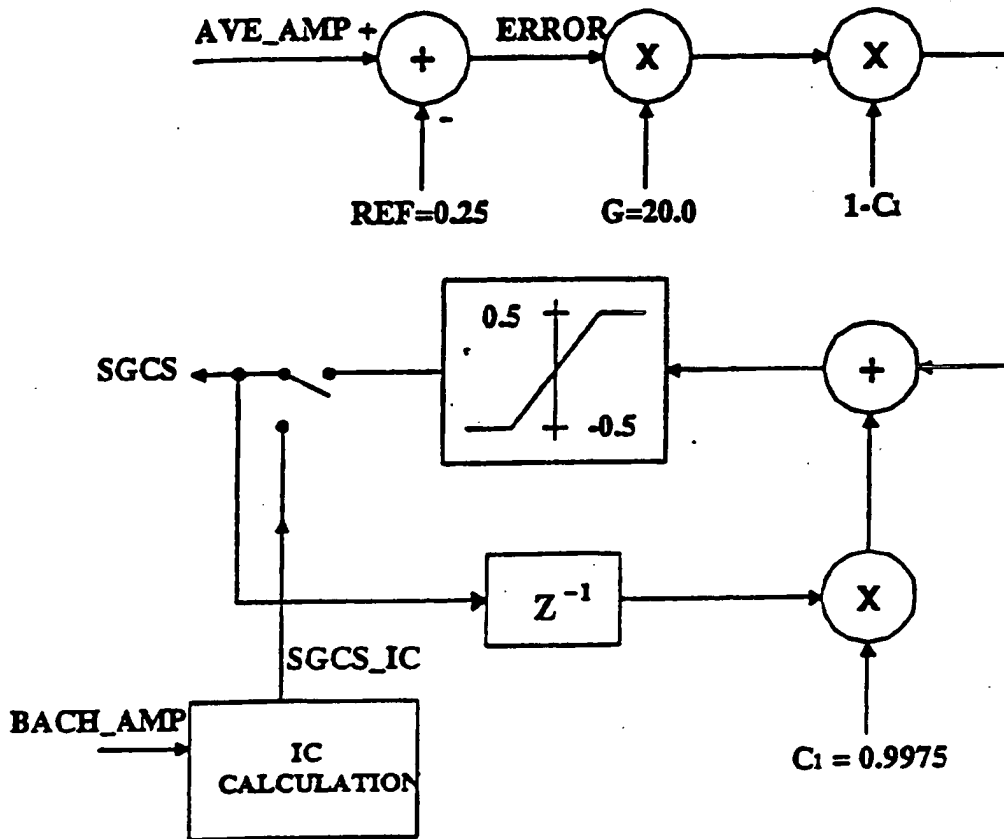 AVE_AMP +
ERROR
+
X
X
-
REF=0.25
G=20.0
1-C1
0.5
-0.5
SGCS
+
Z -1
X
SGCS_IC
BACH_AMP
IC
CALCULATION
C1 = 0.9975